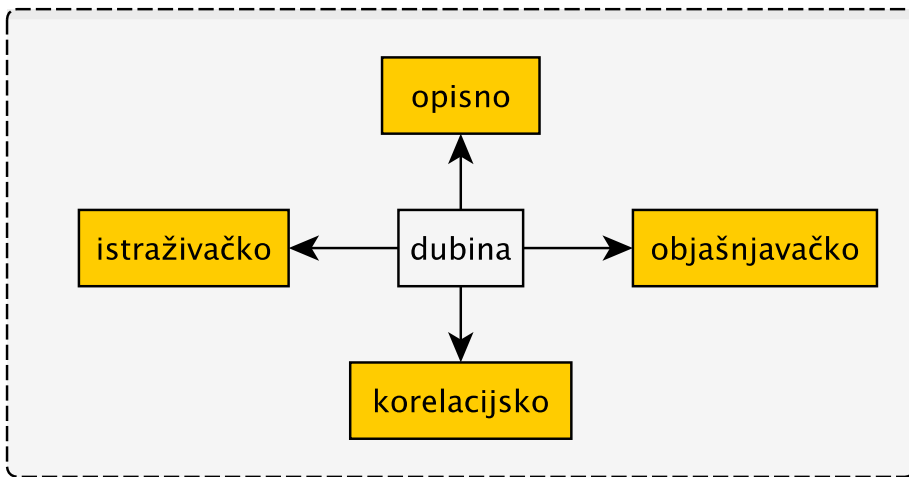 opisno
istraživačko
dubina
objašnjavačko
korelacijsko